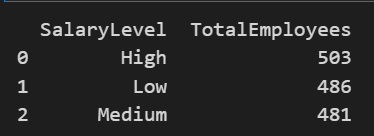 SalaryLevel TotalEmployees
0 High 503
1 Low 486
2 Medium 481